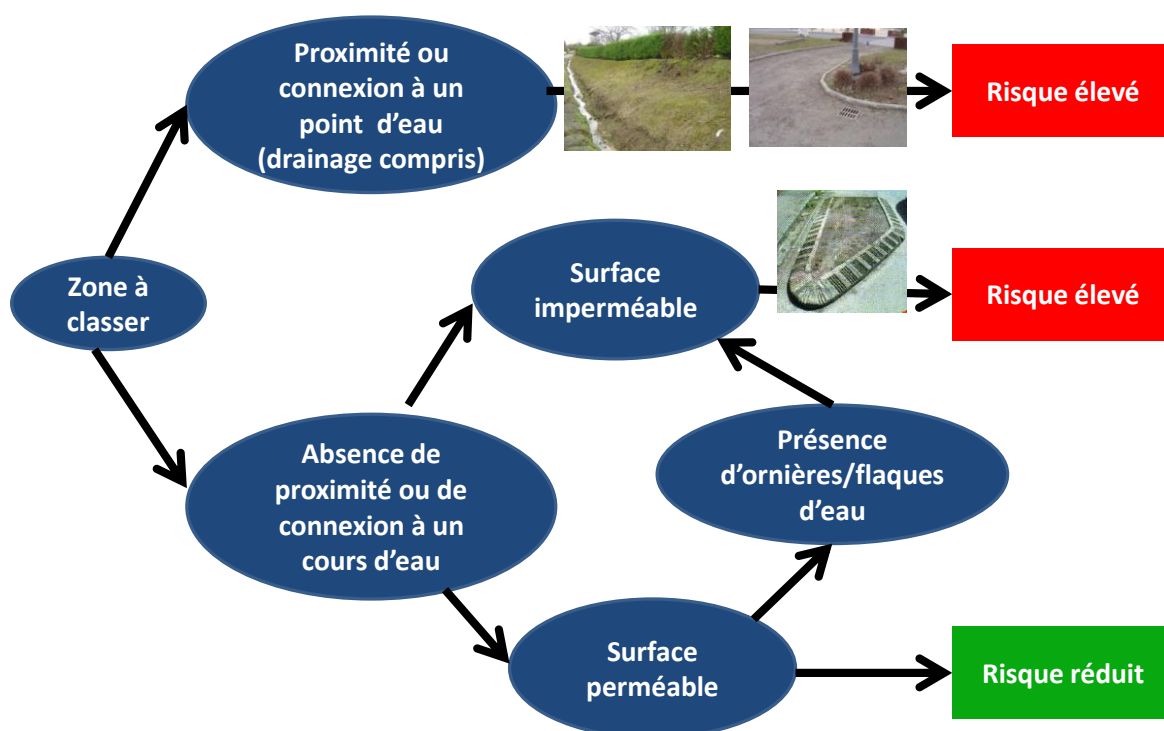 Proximité ou
connexion à un
point d'eau
(drainage compris)
Risque élevé
Zone à
classer
Surface
imperméable
Risque élevé
Absence de
proximité ou de
connexion à un
cours d'eau
Présence
d'ornières/flaques
d'eau
Surface
perméable
Risque réduit